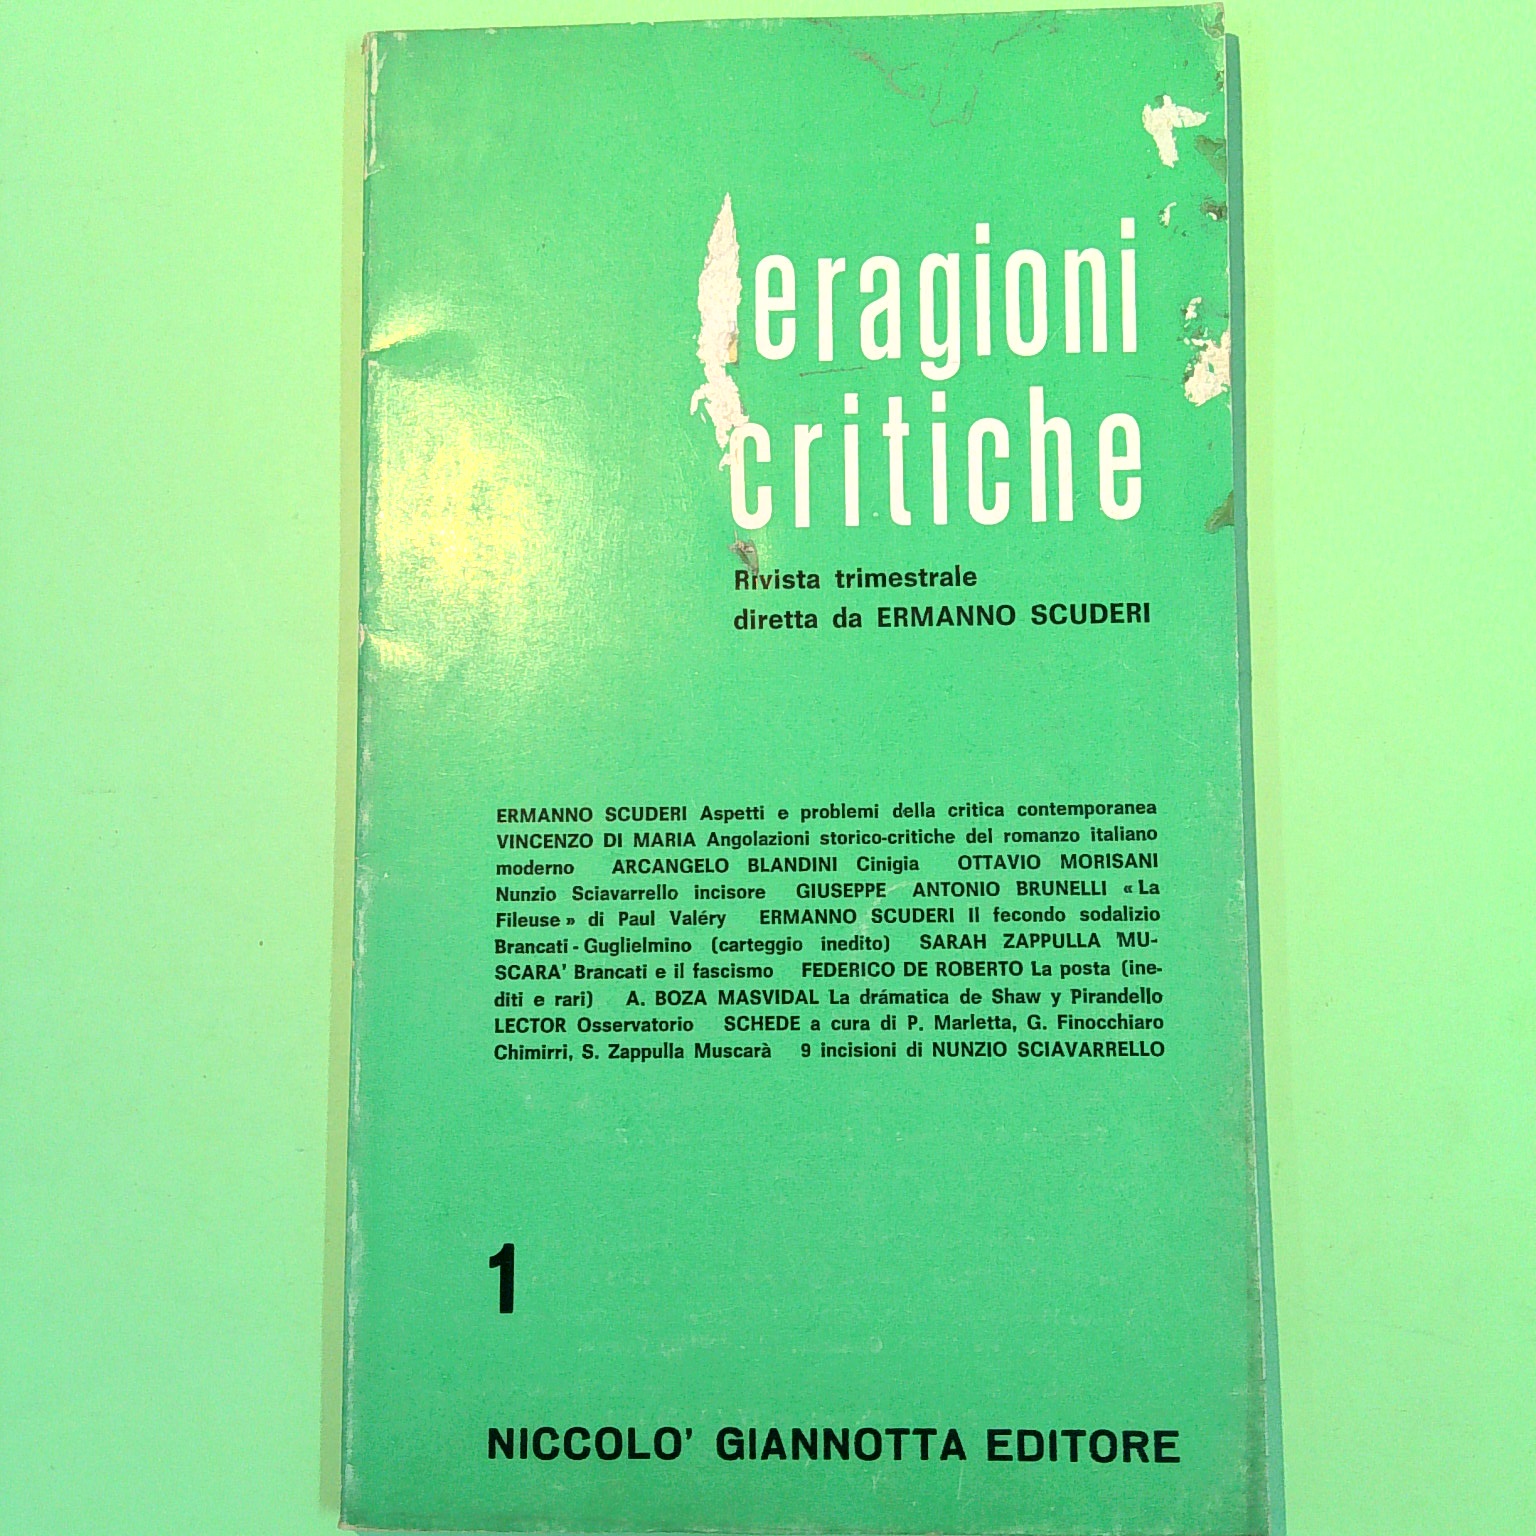 eragioni
critiche
Rivista trimestrale
diretta da ERMANNO SCUDERI
ERMANNO SCUDERI Aspetti e problemi della critica contemporanea
VINCENZO DI MARIA Angolazioni storico-critiche del romanzo italiano
moderno ARCANGELO BLANDINI Cinigia OTTAVIO MORISANI
Nunzio Sciavarrello incisore GIUSEPPE ANTONIO BRUNELLI « La
Fileuse » di Paul Valéry ERMANNO SCUDERI Il fecondo sodalizio
Brancati - Guglielmino (carteggio inedito) SARAH ZAPPULLA MU-
SCARA' Brancati e il fascismo FEDERICO DE ROBERTO La posta (ine-
diti e rari) A. BOZA MASVIDAL La drámatica de Shaw y Pirandello
LECTOR Osservatorio SCHEDE a cura di P. Marletta, G. Finocchiaro
Chimirri, S. Zappulla Muscarà 9 incisioni di NUNZIO SCIAVARRELLO
1
NICCOLO' GIANNOTTA EDITORE